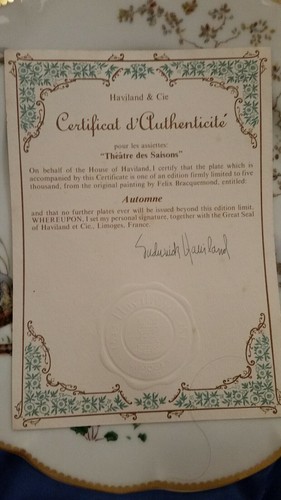 Haviland & Cie
Certificat d'Authenticité
pour les assiettes:
"Théâtre des Saisons"
On behalf of the House of Haviland, I certify that the plate which is
accompanied by this Certificate is one of an edition firmly limited to five
thousand, from the original painting by Felix Bracquemond, entitled:
Automne
and that no further plates ever will be issued beyond this edition limit.
WHEREUPON, I set my personal signature, together with the Great Seal
of Haviland et Cie., Limoges, France.
Frederick Haviland